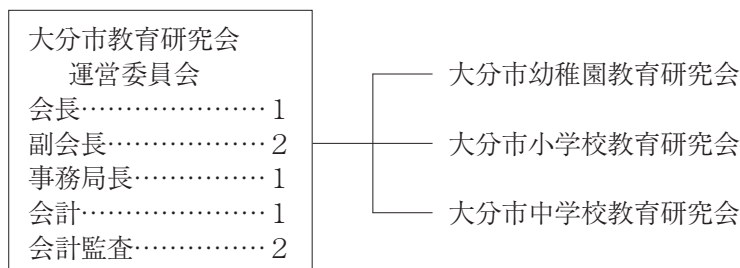 大分市教育研究会
運営委員会
会長…………………1
副会長………………2
事務局長……………1
会計…………………1
会計監査……………2
大分市幼稚園教育研究会
大分市小学校教育研究会
大分市中学校教育研究会